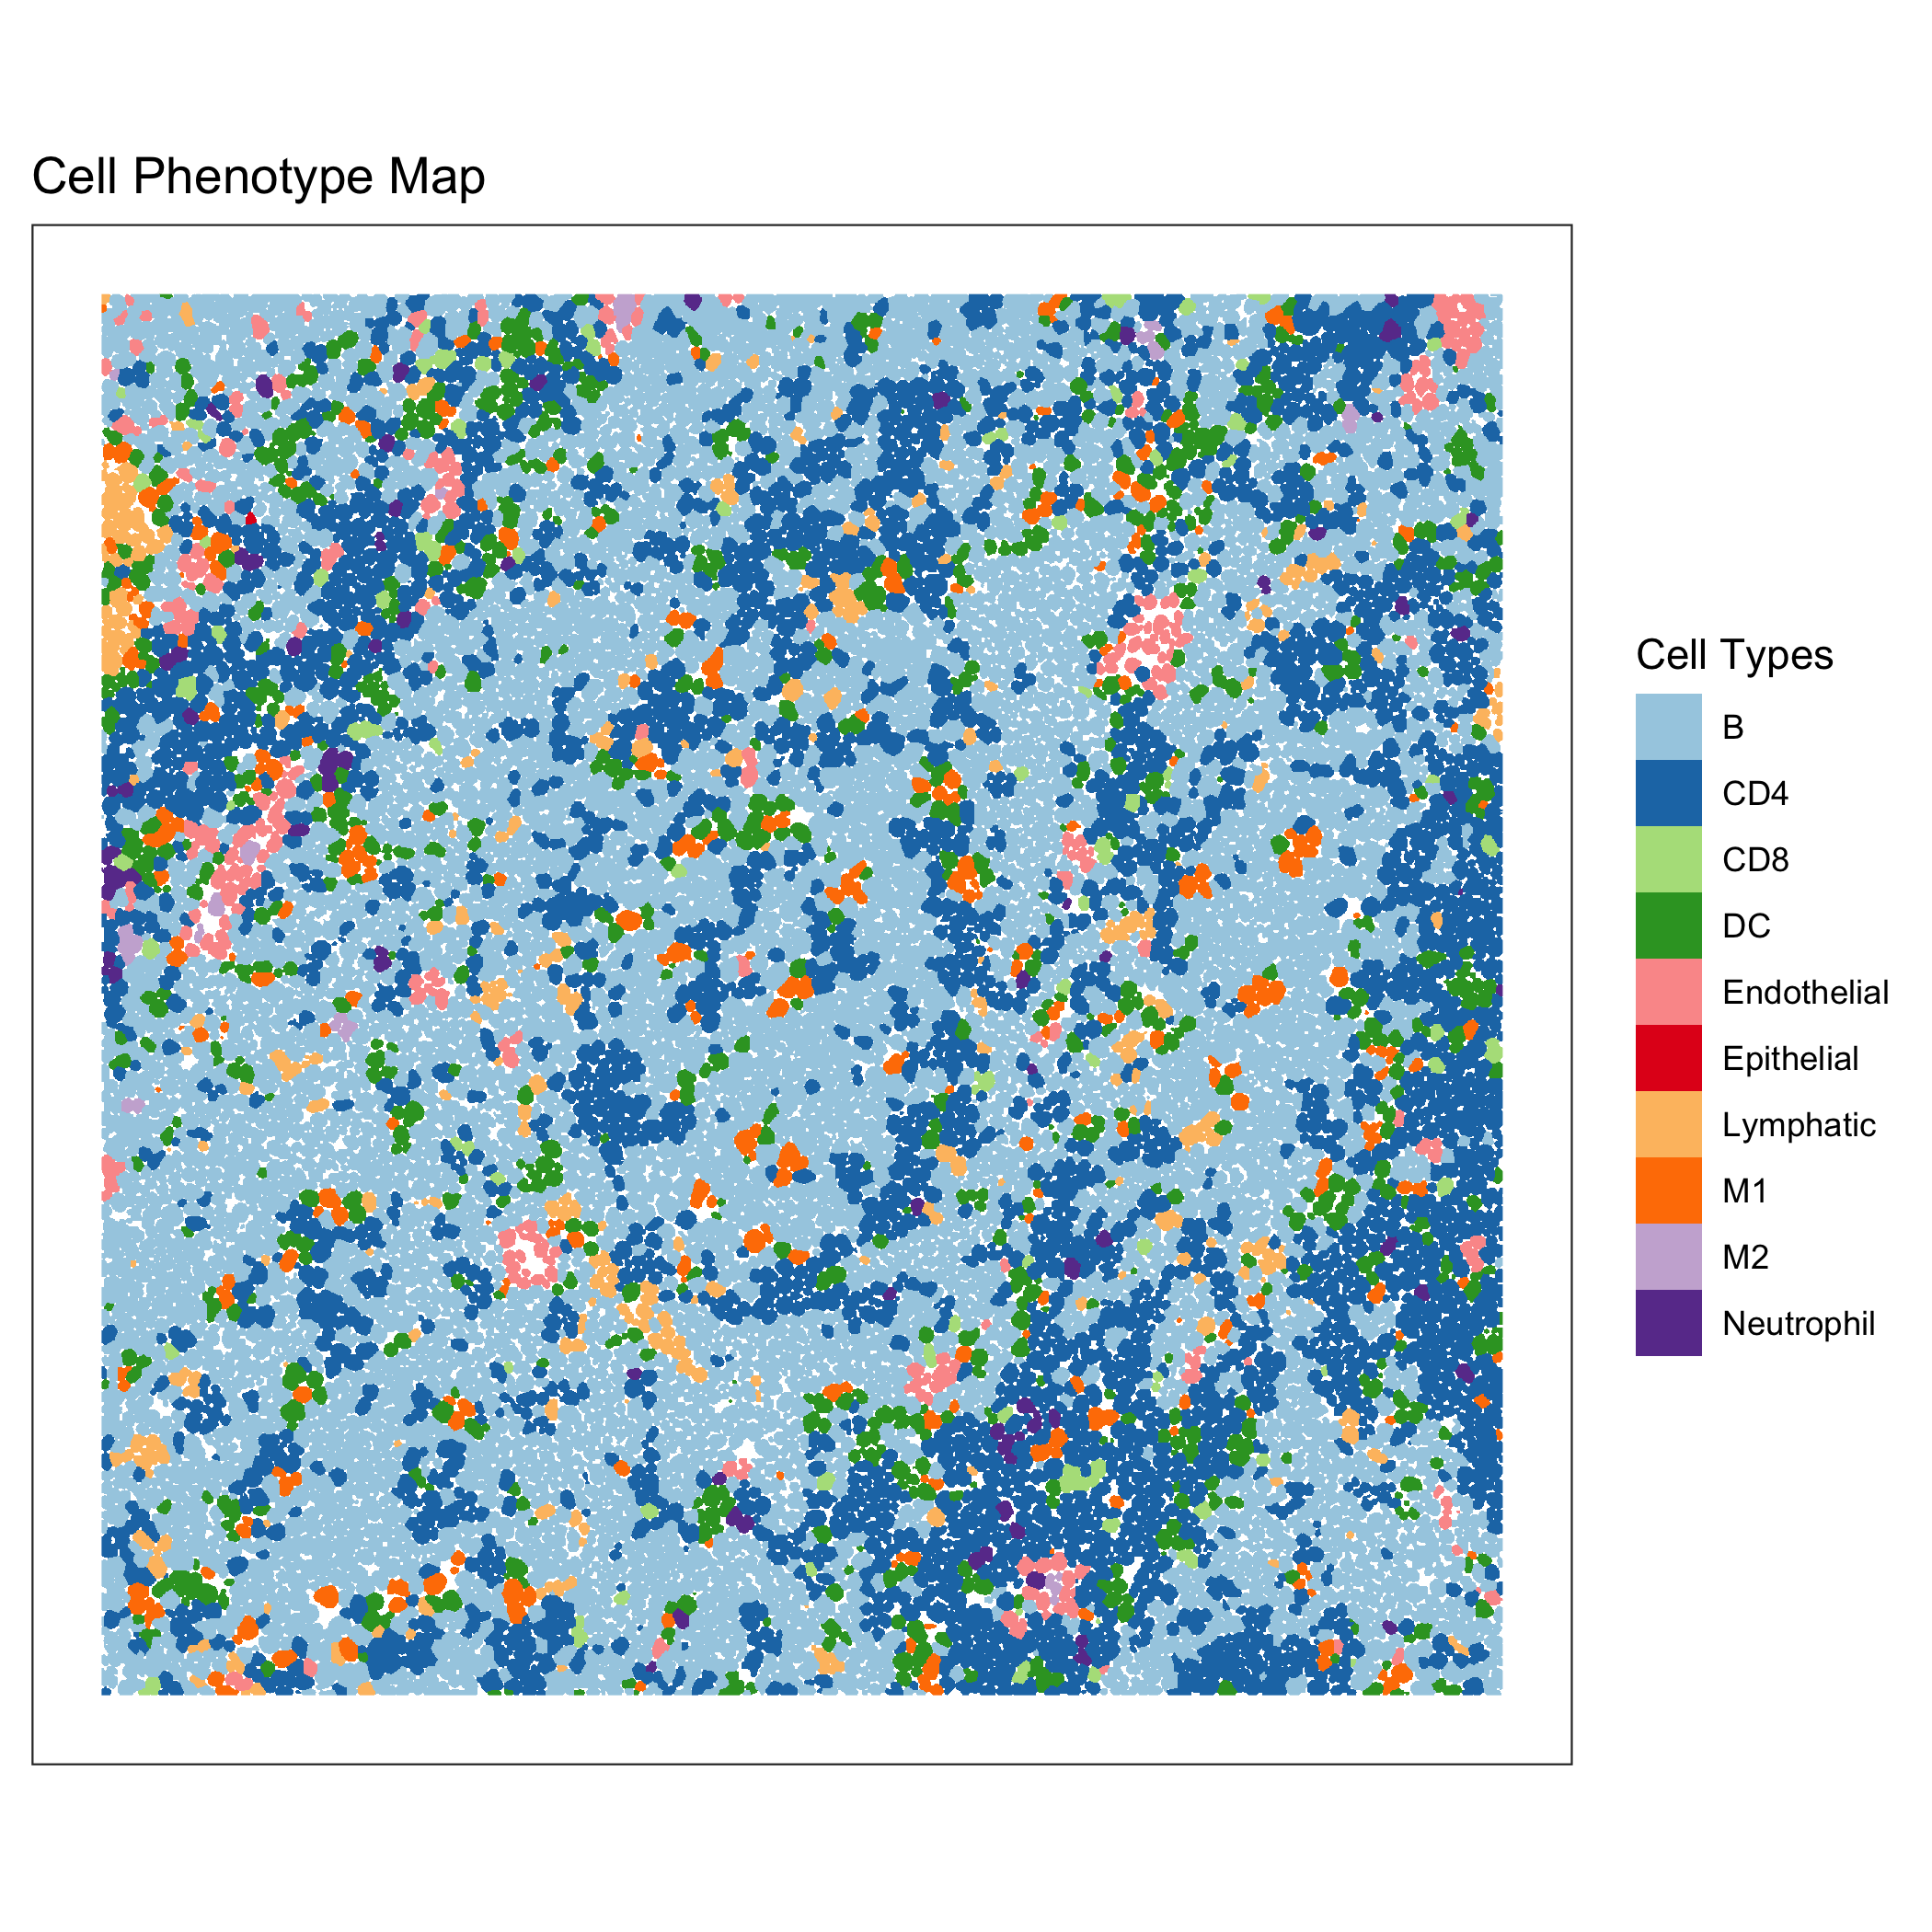 Cell Phenotype Map
Cell Types
B
CD4
CD8
DC
Endothelial
Epithelial
Lymphatic
M1
M2
Neutrophil